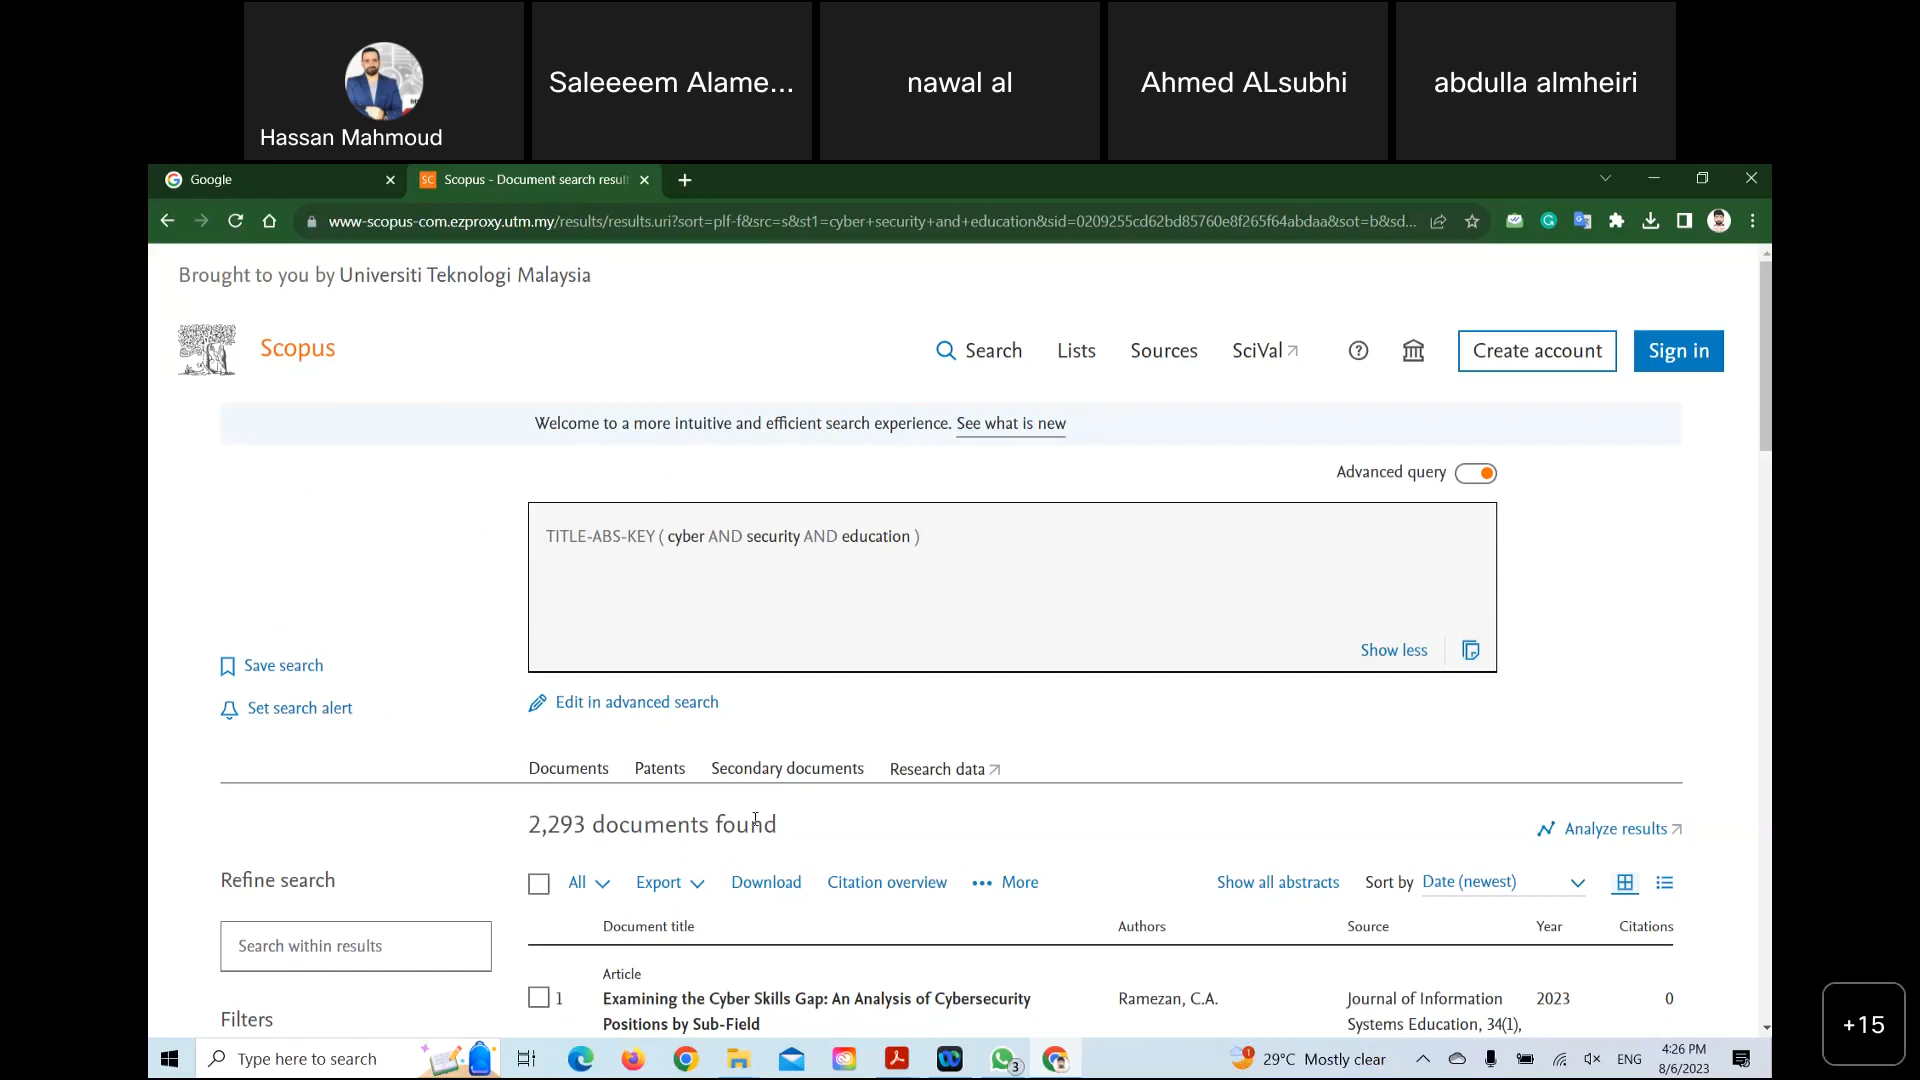 Hassan Mahmoud
Saleeeem Alame...
nawal al
Ahmed ALsubhi
abdulla almheiri
Google
SC Scopus - Document search result
www-scopus-com.ezproxy.utm.my/results/results.uri?sort=plf-f&src=s&st1=cyber+security+and+education&sid=0209255cd62bd85760e8f265f64abdaa&sot=b&sd...
Brought to you by Universiti Teknologi Malaysia
Scopus
Search
Lists
Sources
SciVal
Create account
Sign in
Welcome to a more intuitive and efficient search experience. See what is new
Advanced query
TITLE-ABS-KEY ( cyber AND security AND education )
Show less
Save search
Set search alert
Edit in advanced search
Documents
Patents
Secondary documents
Research data
2,293 documents found
Analyze results
Refine search
All
Export
Download
Citation overview
More
Show all abstracts
Sort by Date (newest)
Document title
Authors
Source
Year
Citations
Search within results
Article
1
Examining the Cyber Skills Gap: An Analysis of Cybersecurity
Positions by Sub-Field
Ramezan, C.A.
Journal of Information
Systems Education, 34(1),
2023
0
Filters
+15
Type here to search
3
1
29°C Mostly clear
ENG
4:26 PM
8/6/2023